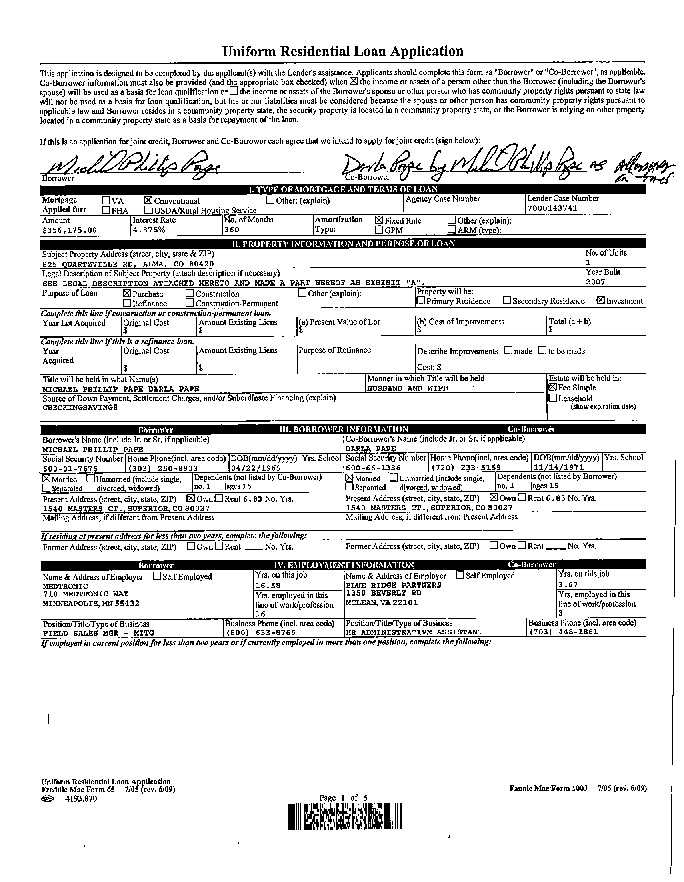 Uniform Residential Loan Application
This application is designed to be completed by the applicant(s) with the Lender's assistance. Applicants should complete this form as "Borrower" or "Co-Borrower", as applicable.
Co-Borrower information must also be provided (and the appropriate box checked) when ☒ the income or assets of a person other than the Borrower (including the Borrower's
spouse) will be used as a basis for loan qualification or ☐ the income or assets of the Borrower's spouse or other person who has community property rights pursuant to state law
will not be used as a basis for loan qualification, but his or her liabilities must be considered because the spouse or other person has community property rights pursuant to
applicable law and Borrower resides in a community property state, the security property is located in a community property state, or the Borrower is relying on other property
located in a community property state as a basis for repayment of the loan.
If this is an application for joint credit, Borrower and Co-Borrower each agree that we intend to apply for joint credit (sign below):
Borrower Co-Borrower
I. TYPE OF MORTGAGE AND TERMS OF LOAN
Mortgage ☐ VA ☒ Conventional ☐ Other: (explain) Agency Case Number Lender Case Number
Applied for: ☐ FHA ☐ USDA/Rural Housing Service 7000143741
Amount Interest Rate No. of Months Amortization ☒ Fixed Rate ☐ Other (explain):
4.875% 360 Type: ☐ GPM ☐ ARM (type):
II. PROPERTY INFORMATION AND PURPOSE OF LOAN
Subject Property Address (street, city, state & ZIP) No. of Units
ALMA, CO 80420 1
Legal Description of Subject Property (attach description if necessary) Year Built
SEE LEGAL DESCRIPTION ATTACHED HERETO AND MADE A PART HEREOF AS EXHIBIT "A". 2007
Purpose of Loan ☒ Purchase ☐ Construction ☐ Other (explain): Property will be:
☐ Refinance ☐ Construction-Permanent ☐ Primary Residence ☐ Secondary Residence ☒ Investment
Complete this line if construction or construction-permanent loan.
Year Lot Acquired Original Cost Amount Existing Liens (a) Present Value of Lot (b) Cost of Improvements Total (a + b)
$ $ $ $ $
Complete this line if this is a refinance loan.
Year Original Cost Amount Existing Liens Purpose of Refinance Describe Improvements ☐ made ☐ to be made
Acquired $ $ Cost: $
Title will be held in what Name(s) Manner in which Title will be held Estate will be held in:
MICHAEL PHILLIP PAPE DARLA PAPE HUSBAND AND WIFE ☒ Fee Simple
Source of Down Payment, Settlement Charges, and/or Subordinate Financing (explain) ☐ Leasehold
CHECKINGSAVINGS (show expiration date)
Borrower III. BORROWER INFORMATION Co-Borrower
Borrower's Name (include Jr. or Sr. if applicable) Co-Borrower's Name (include Jr. or Sr. if applicable)
MICHAEL PHILLIP PAPE DARLA PAPE
Social Security Number Home Phone(incl. area code) DOB(mm/dd/yyyy) Yrs. School Social Security Number Home Phone(incl. area code) DOB(mm/dd/yyyy) Yrs. School
11/14/1971
☒ Married ☐ Unmarried (include single, Dependents (not listed by Co-Borrower) ☒ Married ☐ Unmarried (include single, Dependents (not listed by Borrower)
☐ Separated divorced, widowed) no. 1 ages 15 ☐ Separated divorced, widowed) no. 1 ages 15
Present Address (street, city, state, ZIP) ☒ Own ☐ Rent 6.83 No. Yrs. Present Address (street, city, state, ZIP) ☒ Own ☐ Rent 6.83 No. Yrs.
1540 MASTERS CT., SUPERIOR, CO 80027 1540 MASTERS CT., SUPERIOR, CO 80027
Mailing Address, if different from Present Address Mailing Address, if different from Present Address
If residing at present address for less than two years, complete the following:
Former Address (street, city, state, ZIP) ☐ Own ☐ Rent ____ No. Yrs. Former Address (street, city, state, ZIP) ☐ Own ☐ Rent ____ No. Yrs.
Borrower IV. EMPLOYMENT INFORMATION Co-Borrower
Name & Address of Employer ☐ Self Employed Yrs. on this job Name & Address of Employer ☐ Self Employed Yrs. on this job
MEDTRONIC 16.58 BLUE RIDGE PARTNERS 3.67
710 MEDTRONIC WAY Yrs. employed in this 1350 BEVERLY RD Yrs. employed in this
MINNEAPOLIS, MN 55432 line of work/profession MCLEAN, VA 22101 line of work/profession
16
Position/Title/Type of Business Business Phone (incl. area code) Position/Title/Type of Business Business Phone (incl. area code)
FIELD SALES MGR - MITG HR ADMINISTRATIVE ASSISTANT
If employed in current position for less than two years or if currently employed in more than one position, complete the following:
Uniform Residential Loan Application
Freddie Mac Form 65 7/05 (rev. 6/09) Fannie Mae Form 1003 7/05 (rev. 6/09)
Page 1 of 5